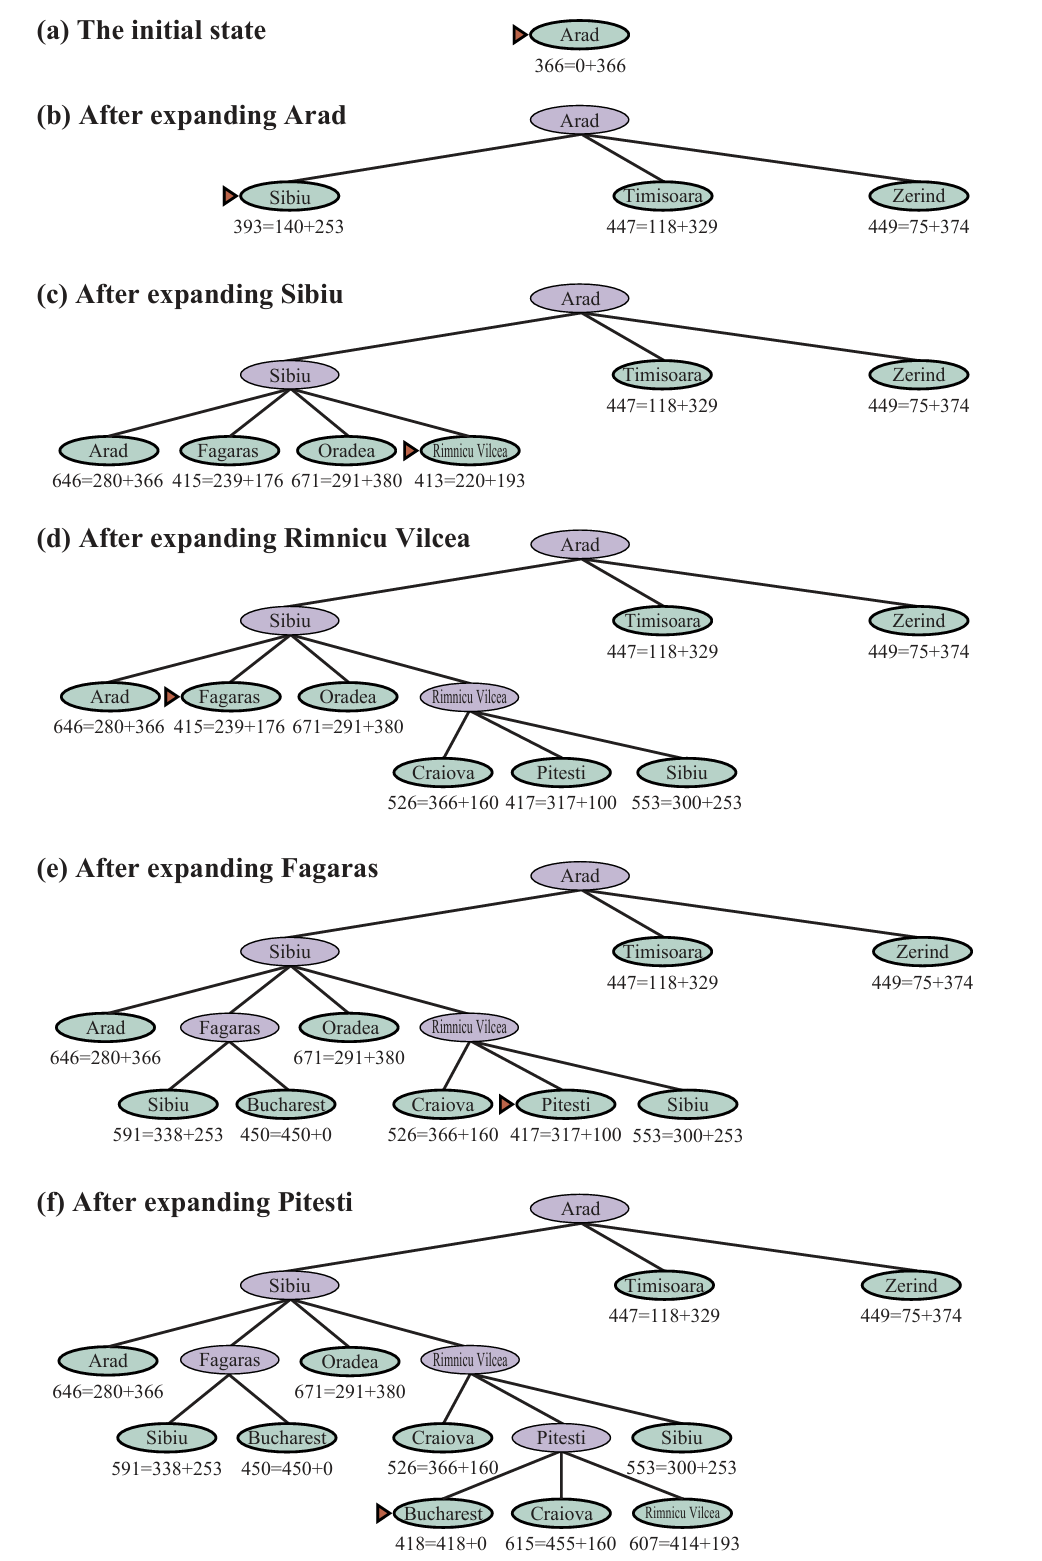 (a) The initial state
Arad
366=0+366
(b) After expanding Arad
Arad
Sibiu Timisoara Zerind
393=140+253 447=118+329 449=75+374
(c) After expanding Sibiu
Arad
Sibiu Timisoara Zerind
447=118+329 449=75+374
Arad Fagaras Oradea Rimnicu Vilcea
646=280+366 415=239+176 671=291+380 413=220+193
(d) After expanding Rimnicu Vilcea
Arad
Sibiu Timisoara Zerind
447=118+329 449=75+374
Arad Fagaras Oradea Rimnicu Vilcea
646=280+366 415=239+176 671=291+380
Craiova Pitesti Sibiu
526=366+160 417=317+100 553=300+253
(e) After expanding Fagaras
Arad
Sibiu Timisoara Zerind
447=118+329 449=75+374
Arad Fagaras Oradea Rimnicu Vilcea
646=280+366 671=291+380
Sibiu Bucharest Craiova Pitesti Sibiu
591=338+253 450=450+0 526=366+160 417=317+100 553=300+253
(f) After expanding Pitesti
Arad
Sibiu Timisoara Zerind
447=118+329 449=75+374
Arad Fagaras Oradea Rimnicu Vilcea
646=280+366 671=291+380
Sibiu Bucharest Craiova Pitesti Sibiu
591=338+253 450=450+0 526=366+160 553=300+253
Bucharest Craiova Rimnicu Vilcea
418=418+0 615=455+160 607=414+193